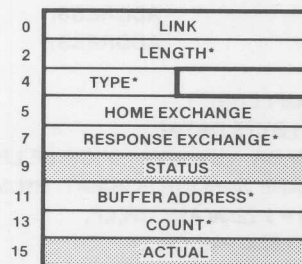 0 LINK
2 LENGTH*
4 TYPE*
5 HOME EXCHANGE
7 RESPONSE EXCHANGE*
9 STATUS
11 BUFFER ADDRESS*
13 COUNT*
15 ACTUAL